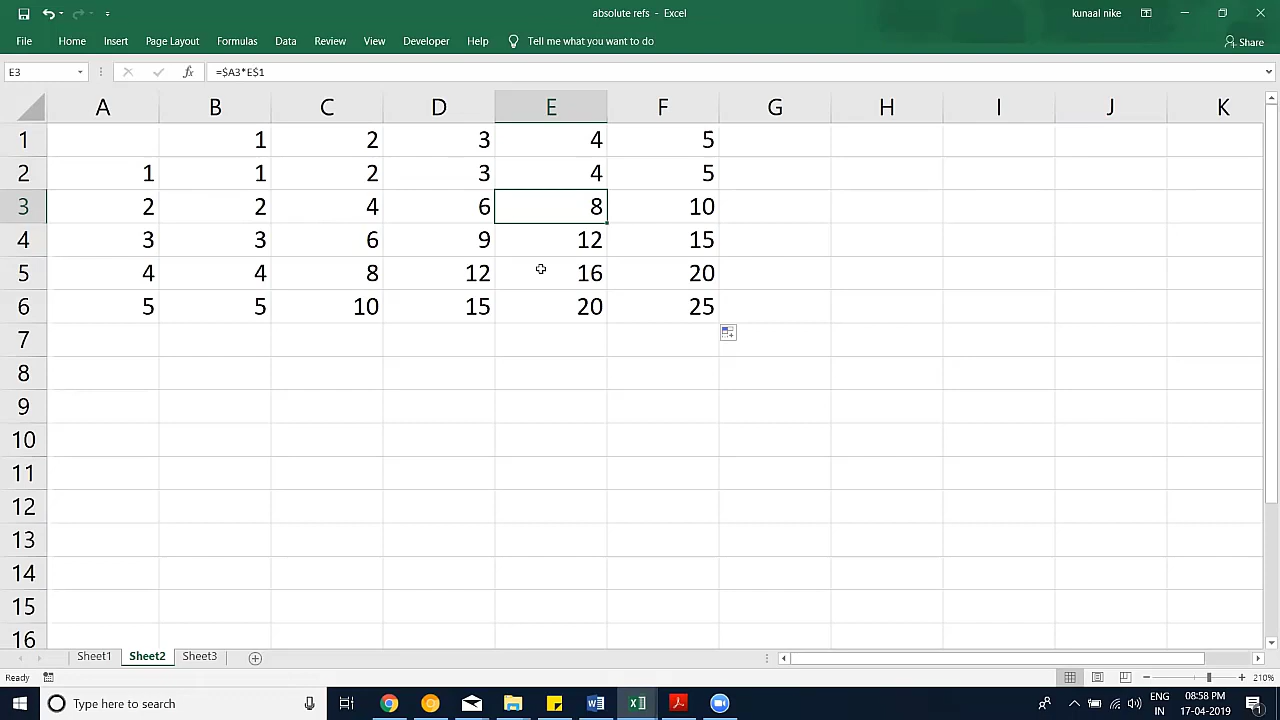 absolute refs - Excel
kunaal nike
File Home Insert Page Layout Formulas Data Review View Developer Help Tell me what you want to do Share
E3 fx =$A3*E$1
A B C D E F G H I J K
1 1 2 3 4 5
2 1 1 2 3 4 5
3 2 2 4 6 8 10
4 3 3 6 9 12 15
5 4 4 8 12 16 20
6 5 5 10 15 20 25
7
8
9
10
11
12
13
14
15
16
Sheet1 Sheet2 Sheet3
Ready 210%
Type here to search
ENG 08:58 PM
IN 17-04-2019